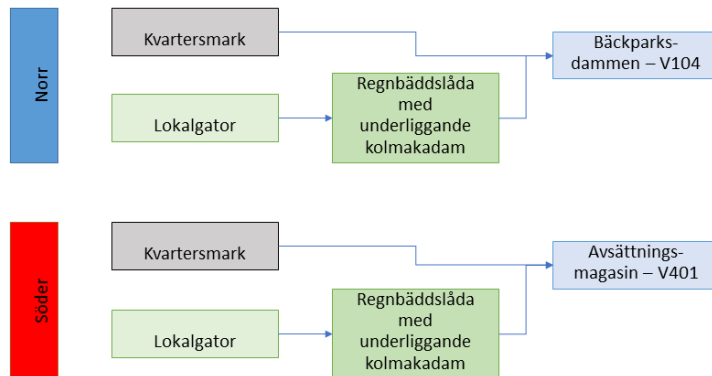 Norr
Kvartersmark
Lokalgator
Regnbäddslåda
med
underliggande
kolmakadam
Bäckparks-
dammen – V104
Söder
Kvartersmark
Lokalgator
Regnbäddslåda
med
underliggande
kolmakadam
Avsättnings-
magasin – V401